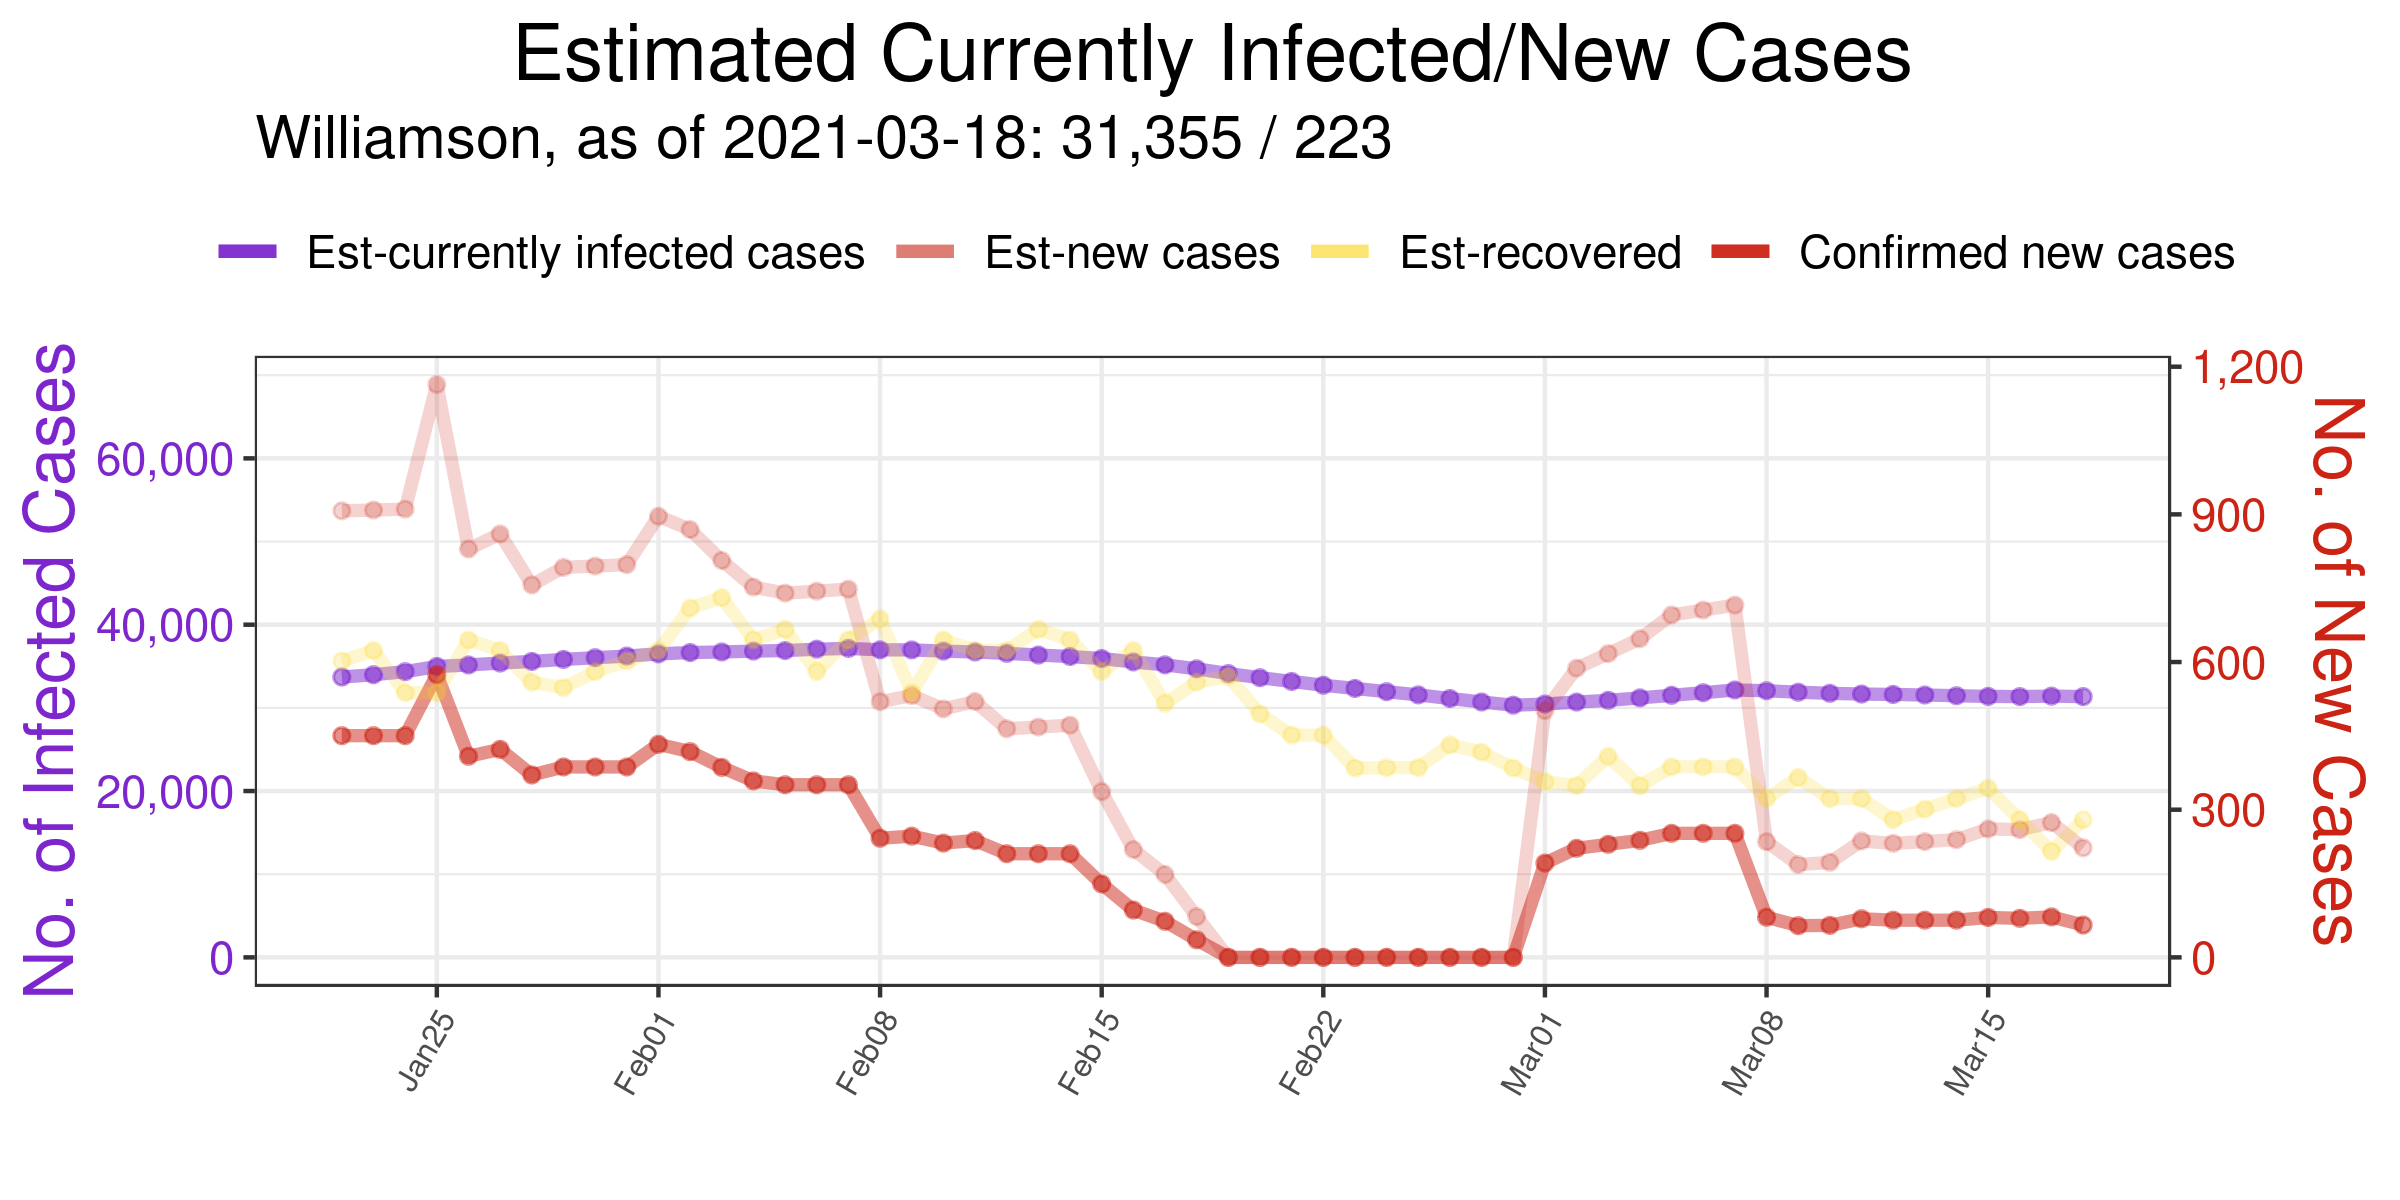 Estimated Currently Infected/New Cases
Williamson, as of 2021-03-18: 31,355 / 223
Est-currently infected cases Est-new cases Est-recovered Confirmed new cases
No. of Infected Cases
60,000
40,000
20,000
0
1,200
900
600
300
0
No. of New Cases
Jan25 Feb01 Feb08 Feb15 Feb22 Mar01 Mar08 Mar15